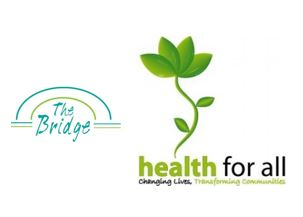 The
Bridge
health for all
Changing Lives, Transforming Communities